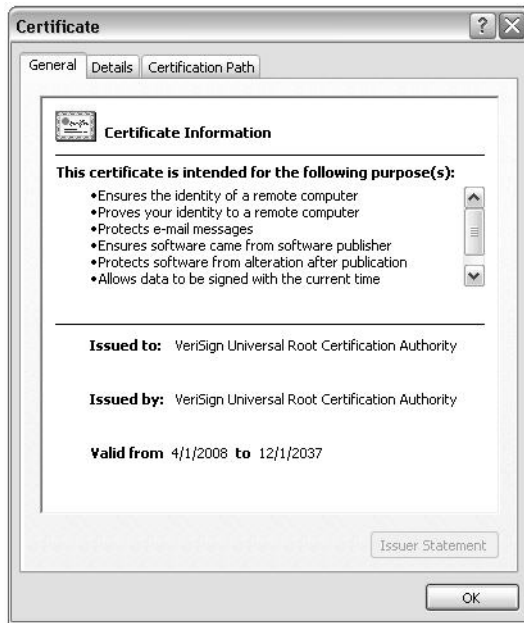 Certificate
General Details Certification Path
Certificate Information
This certificate is intended for the following purpose(s):
•Ensures the identity of a remote computer
•Proves your identity to a remote computer
•Protects e-mail messages
•Ensures software came from software publisher
•Protects software from alteration after publication
•Allows data to be signed with the current time
Issued to: VeriSign Universal Root Certification Authority
Issued by: VeriSign Universal Root Certification Authority
Valid from 4/1/2008 to 12/1/2037
Issuer Statement
OK